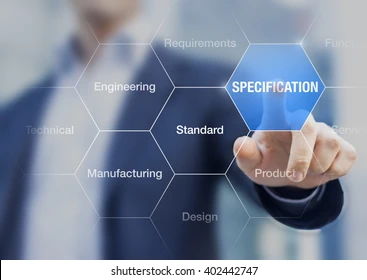 Requirements
Engineering
SPECIFICATION
Technical
Standard
Manufacturing
Product
Design
shutterstock.com · 402442747